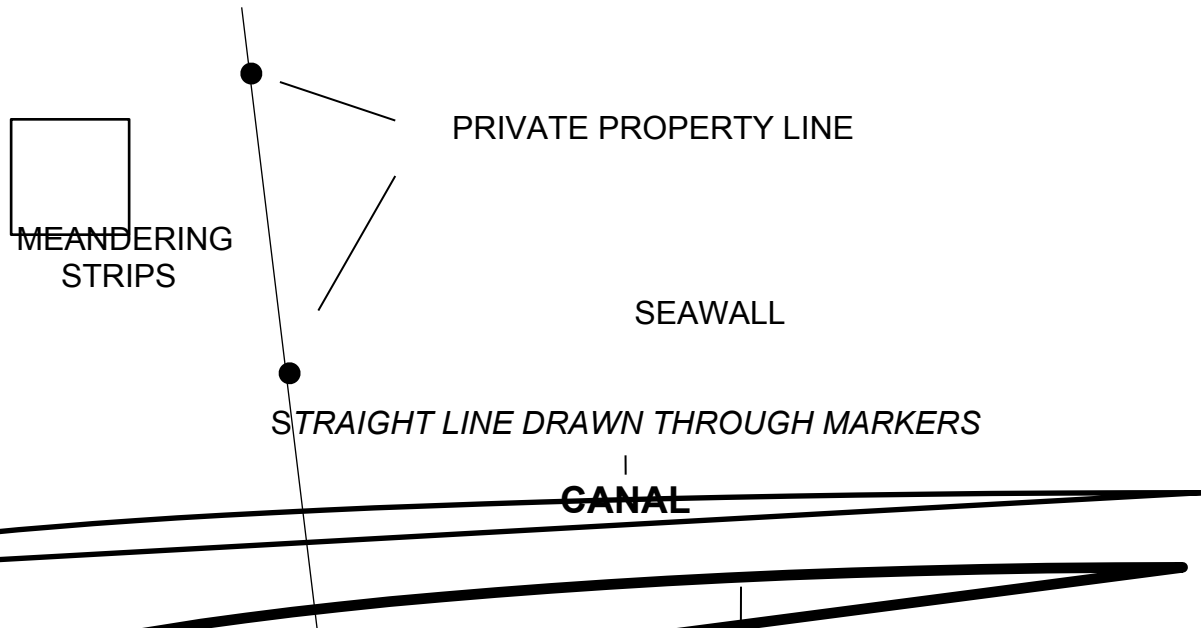 PRIVATE PROPERTY LINE
MEANDERING
STRIPS
SEAWALL
STRAIGHT LINE DRAWN THROUGH MARKERS
CANAL